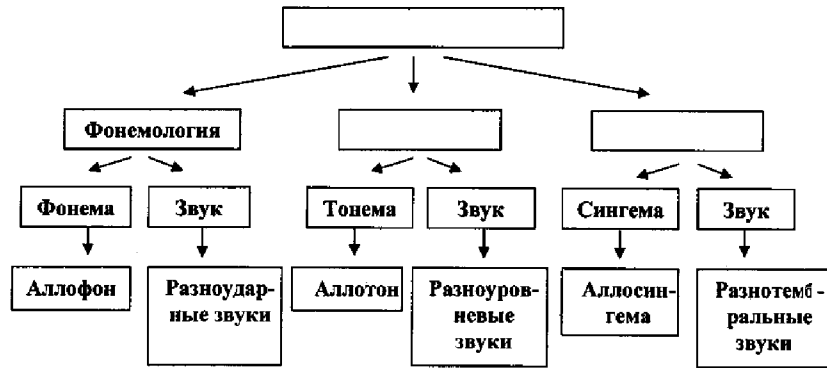 Фонемология
Фонема
Звук
Тонема
Звук
Сингема
Звук
Аллофон
Разноудар-
ные звуки
Аллотон
Разноуров-
невые
звуки
Аллосин-
гема
Разнотемб-
ральные
звуки